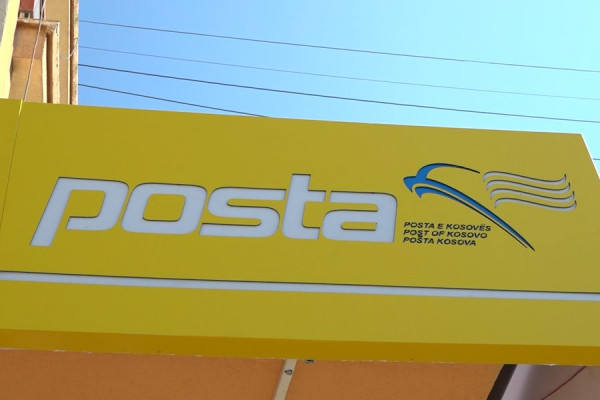 posta
POSTA E KOSOVËS
POST OF KOSOVO
POŠTA KOSOVA